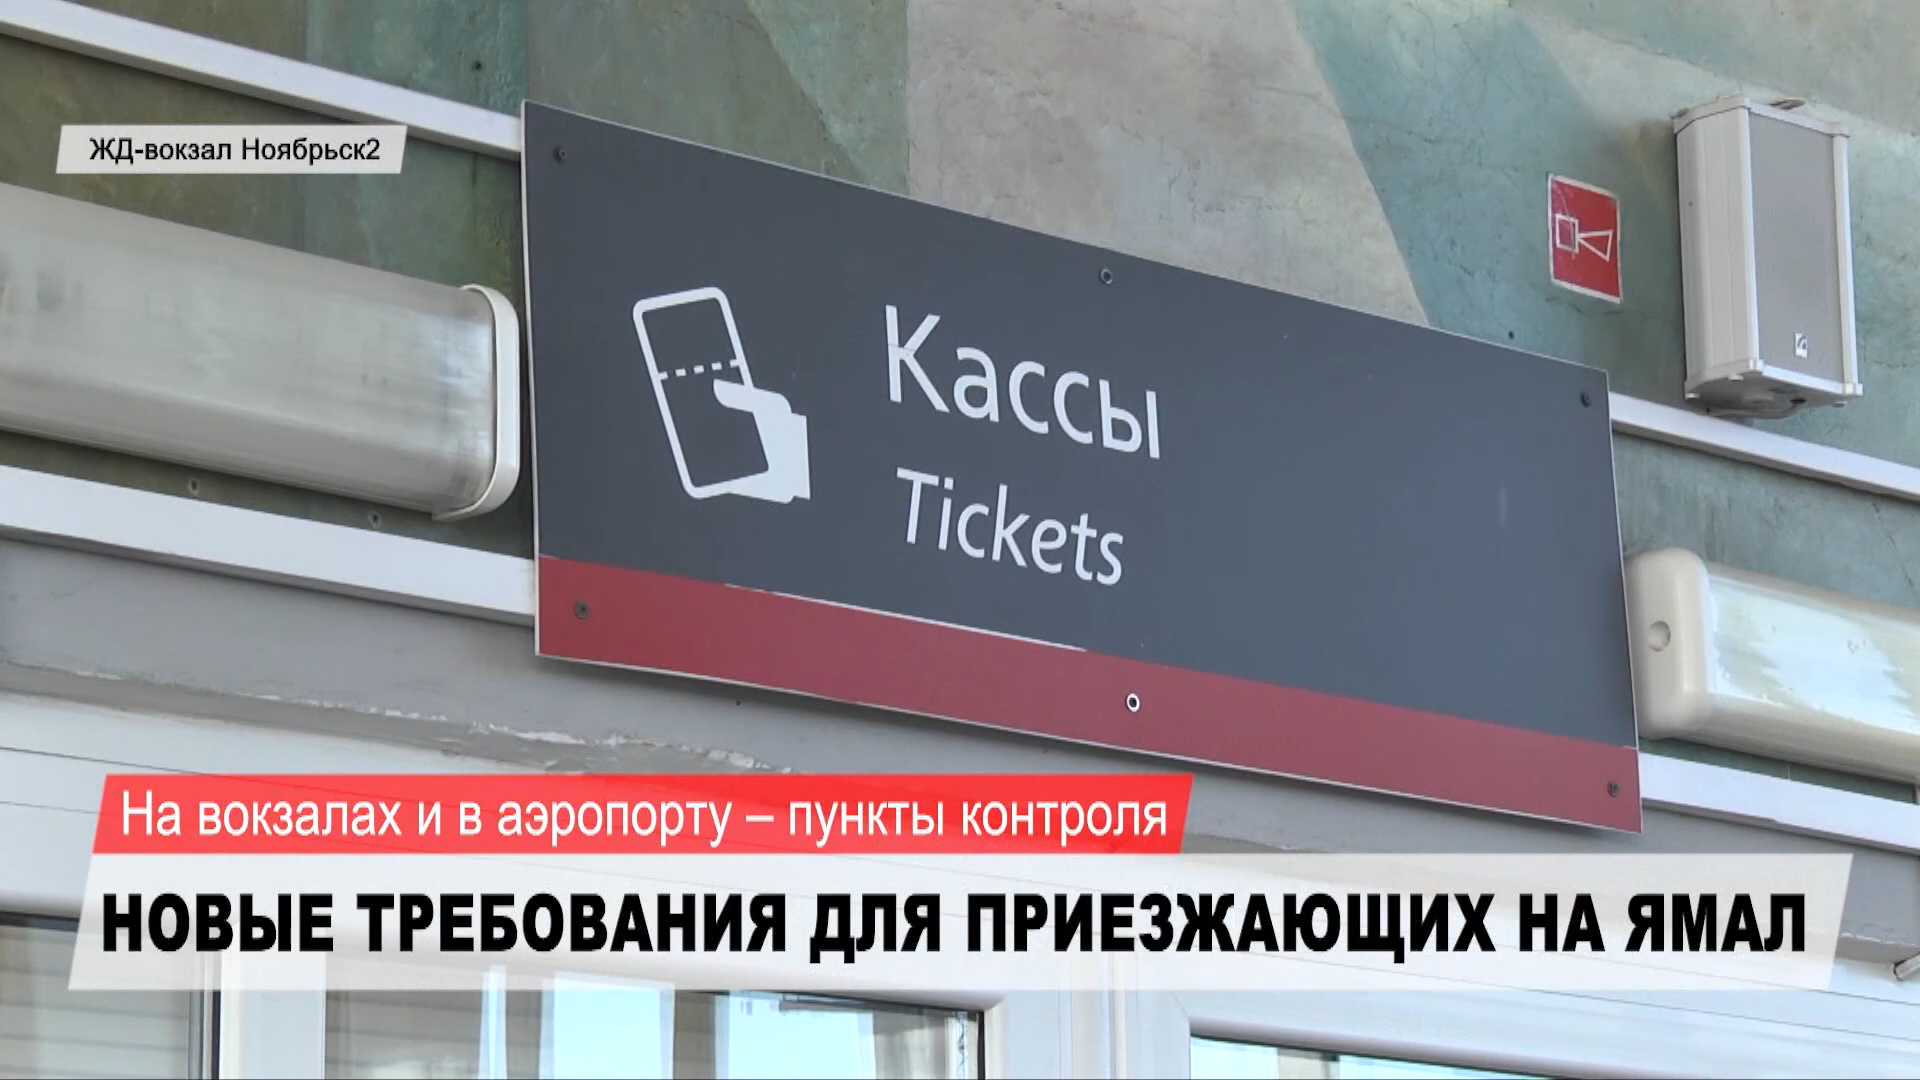 ЖД-вокзал Ноябрьск2
Кассы
Tickets
На вокзалах и в аэропорту – пункты контроля
НОВЫЕ ТРЕБОВАНИЯ ДЛЯ ПРИЕЗЖАЮЩИХ НА ЯМАЛ